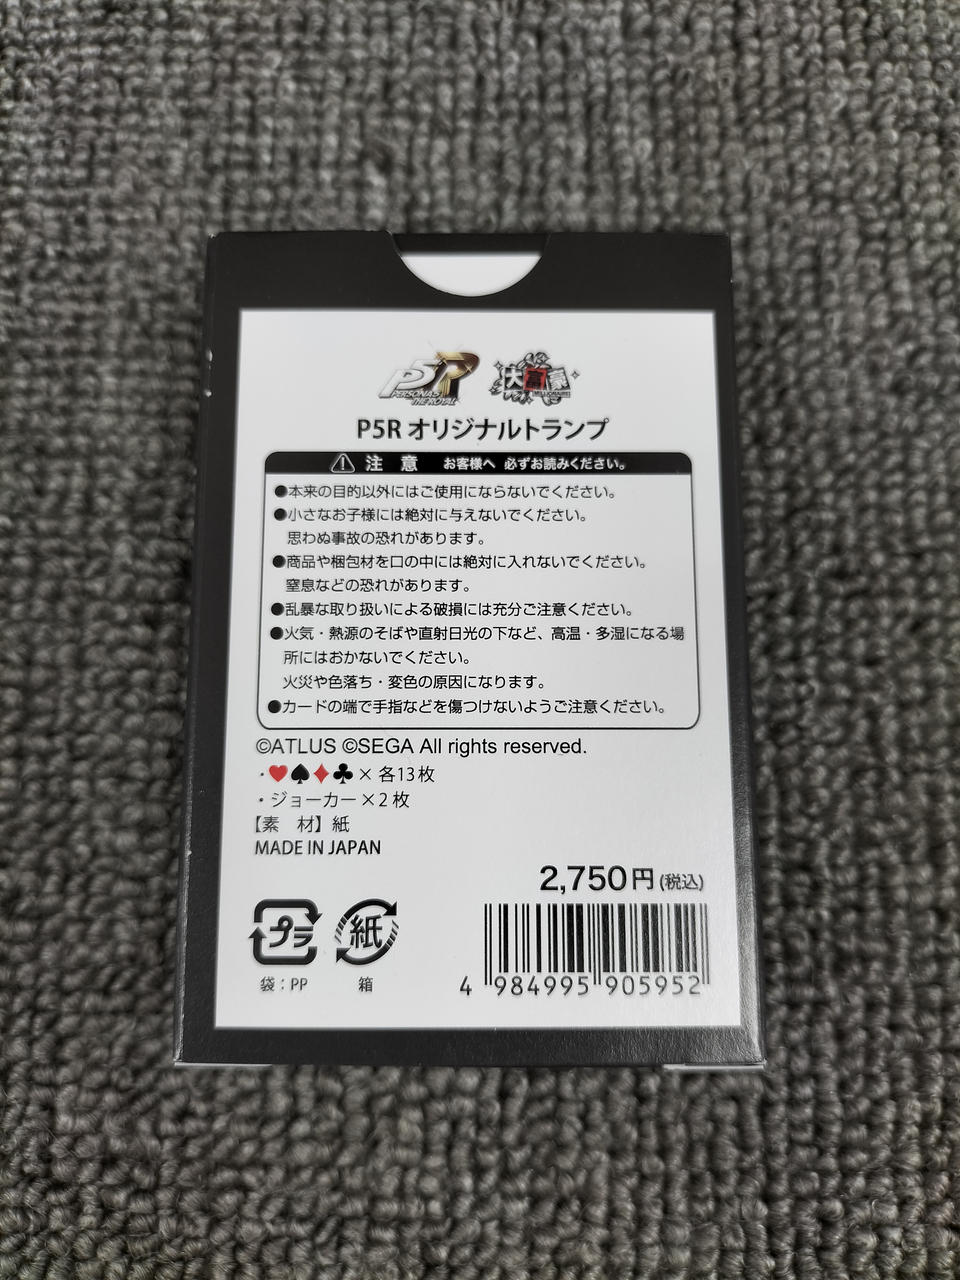 P5R
PERSONA5
THE ROYAL
大富豪
MILLIONAIRE
P5R オリジナルトランプ
注 意 お客様へ 必ずお読みください。
●本来の目的以外にはご使用にならないでください。
●小さなお子様には絶対に与えないでください。
思わぬ事故の恐れがあります。
●商品や梱包材を口の中には絶対に入れないでください。
窒息などの恐れがあります。
●乱暴な取り扱いによる破損には充分ご注意ください。
●火気・熱源のそばや直射日光の下など、高温・多湿になる場
所にはおかないでください。
火災や色落ち・変色の原因になります。
●カードの端で手指などを傷つけないようご注意ください。
©ATLUS ©SEGA All rights reserved.
・♥♠♦♣×各13枚
・ジョーカー×2枚
【素 材】紙
MADE IN JAPAN
2,750円(税込)
プラ
紙
袋：PP
箱
4 984995 905952